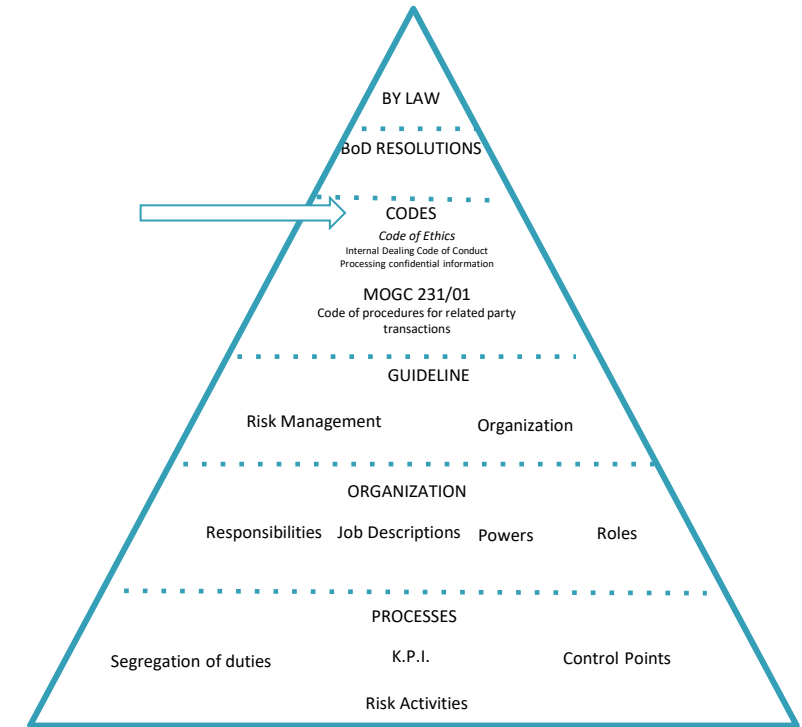 BY LAW
BoD RESOLUTIONS
CODES
Code of Ethics
Internal Dealing Code of Conduct
Processing confidential information
MOGC 231/01
Code of procedures for related party
transactions
GUIDELINE
Risk Management
Organization
ORGANIZATION
Responsibilities Job Descriptions Powers Roles
PROCESSES
Segregation of duties K.P.I. Control Points
Risk Activities